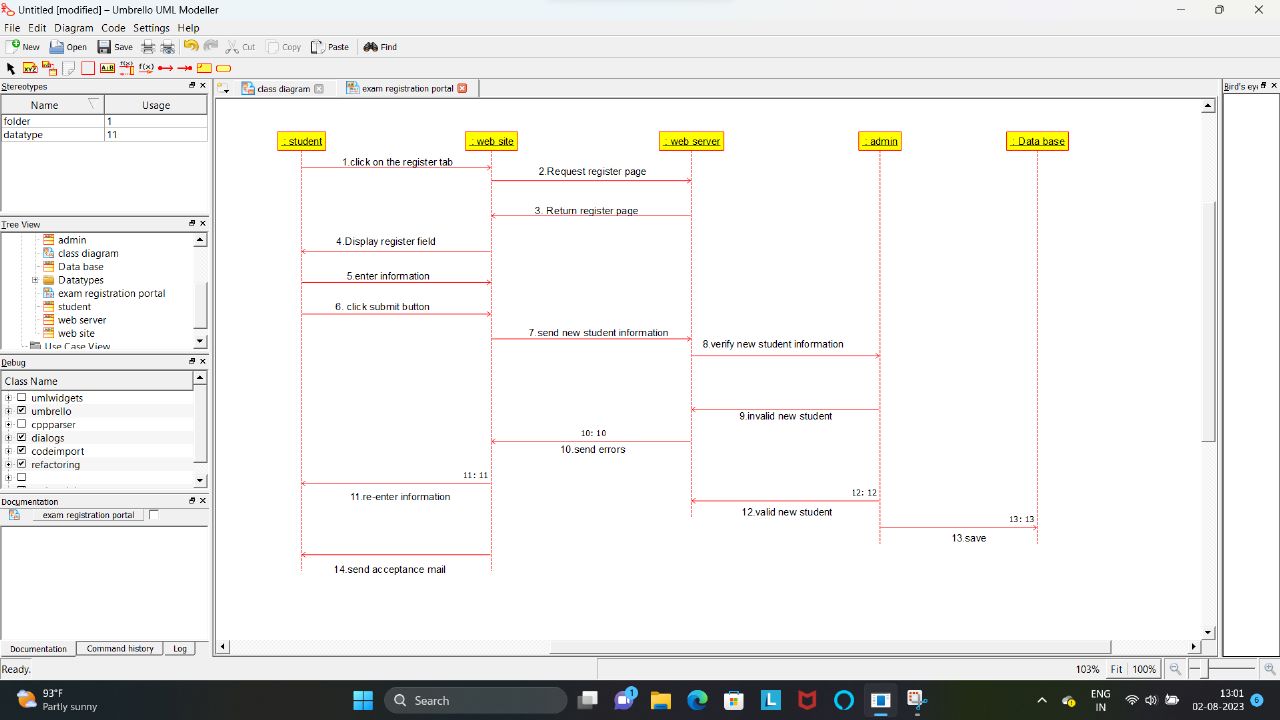 Untitled [modified] – Umbrello UML Modeller
File Edit Diagram Code Settings Help
New Open Save Cut Copy Paste Find
Stereotypes
Name Usage
folder 1
datatype 11
Tree View
admin
class diagram
Data base
Datatypes
exam registration portal
student
web server
web site
Use Case View
Debug
Class Name
umlwidgets
umbrello
cppparser
dialogs
codeimport
refactoring
Documentation
exam registration portal
Documentation Command history Log
class diagram exam registration portal
Bird's ey
: student : web site : web server : admin : Data base
1.click on the register tab
2.Request register page
3. Return register page
4.Display register field
5.enter information
6. click submit button
7.send new student information
8.verify new student information
9.invalid new student
10: 10
10.send errors
11: 11
11.re-enter information
12: 12
12.valid new student
13: 13
13.save
14.send acceptance mail
Ready. 103% Fit 100%
93°F
Partly sunny
Search
1
L
ENG
IN
13:01
02-08-2023
6